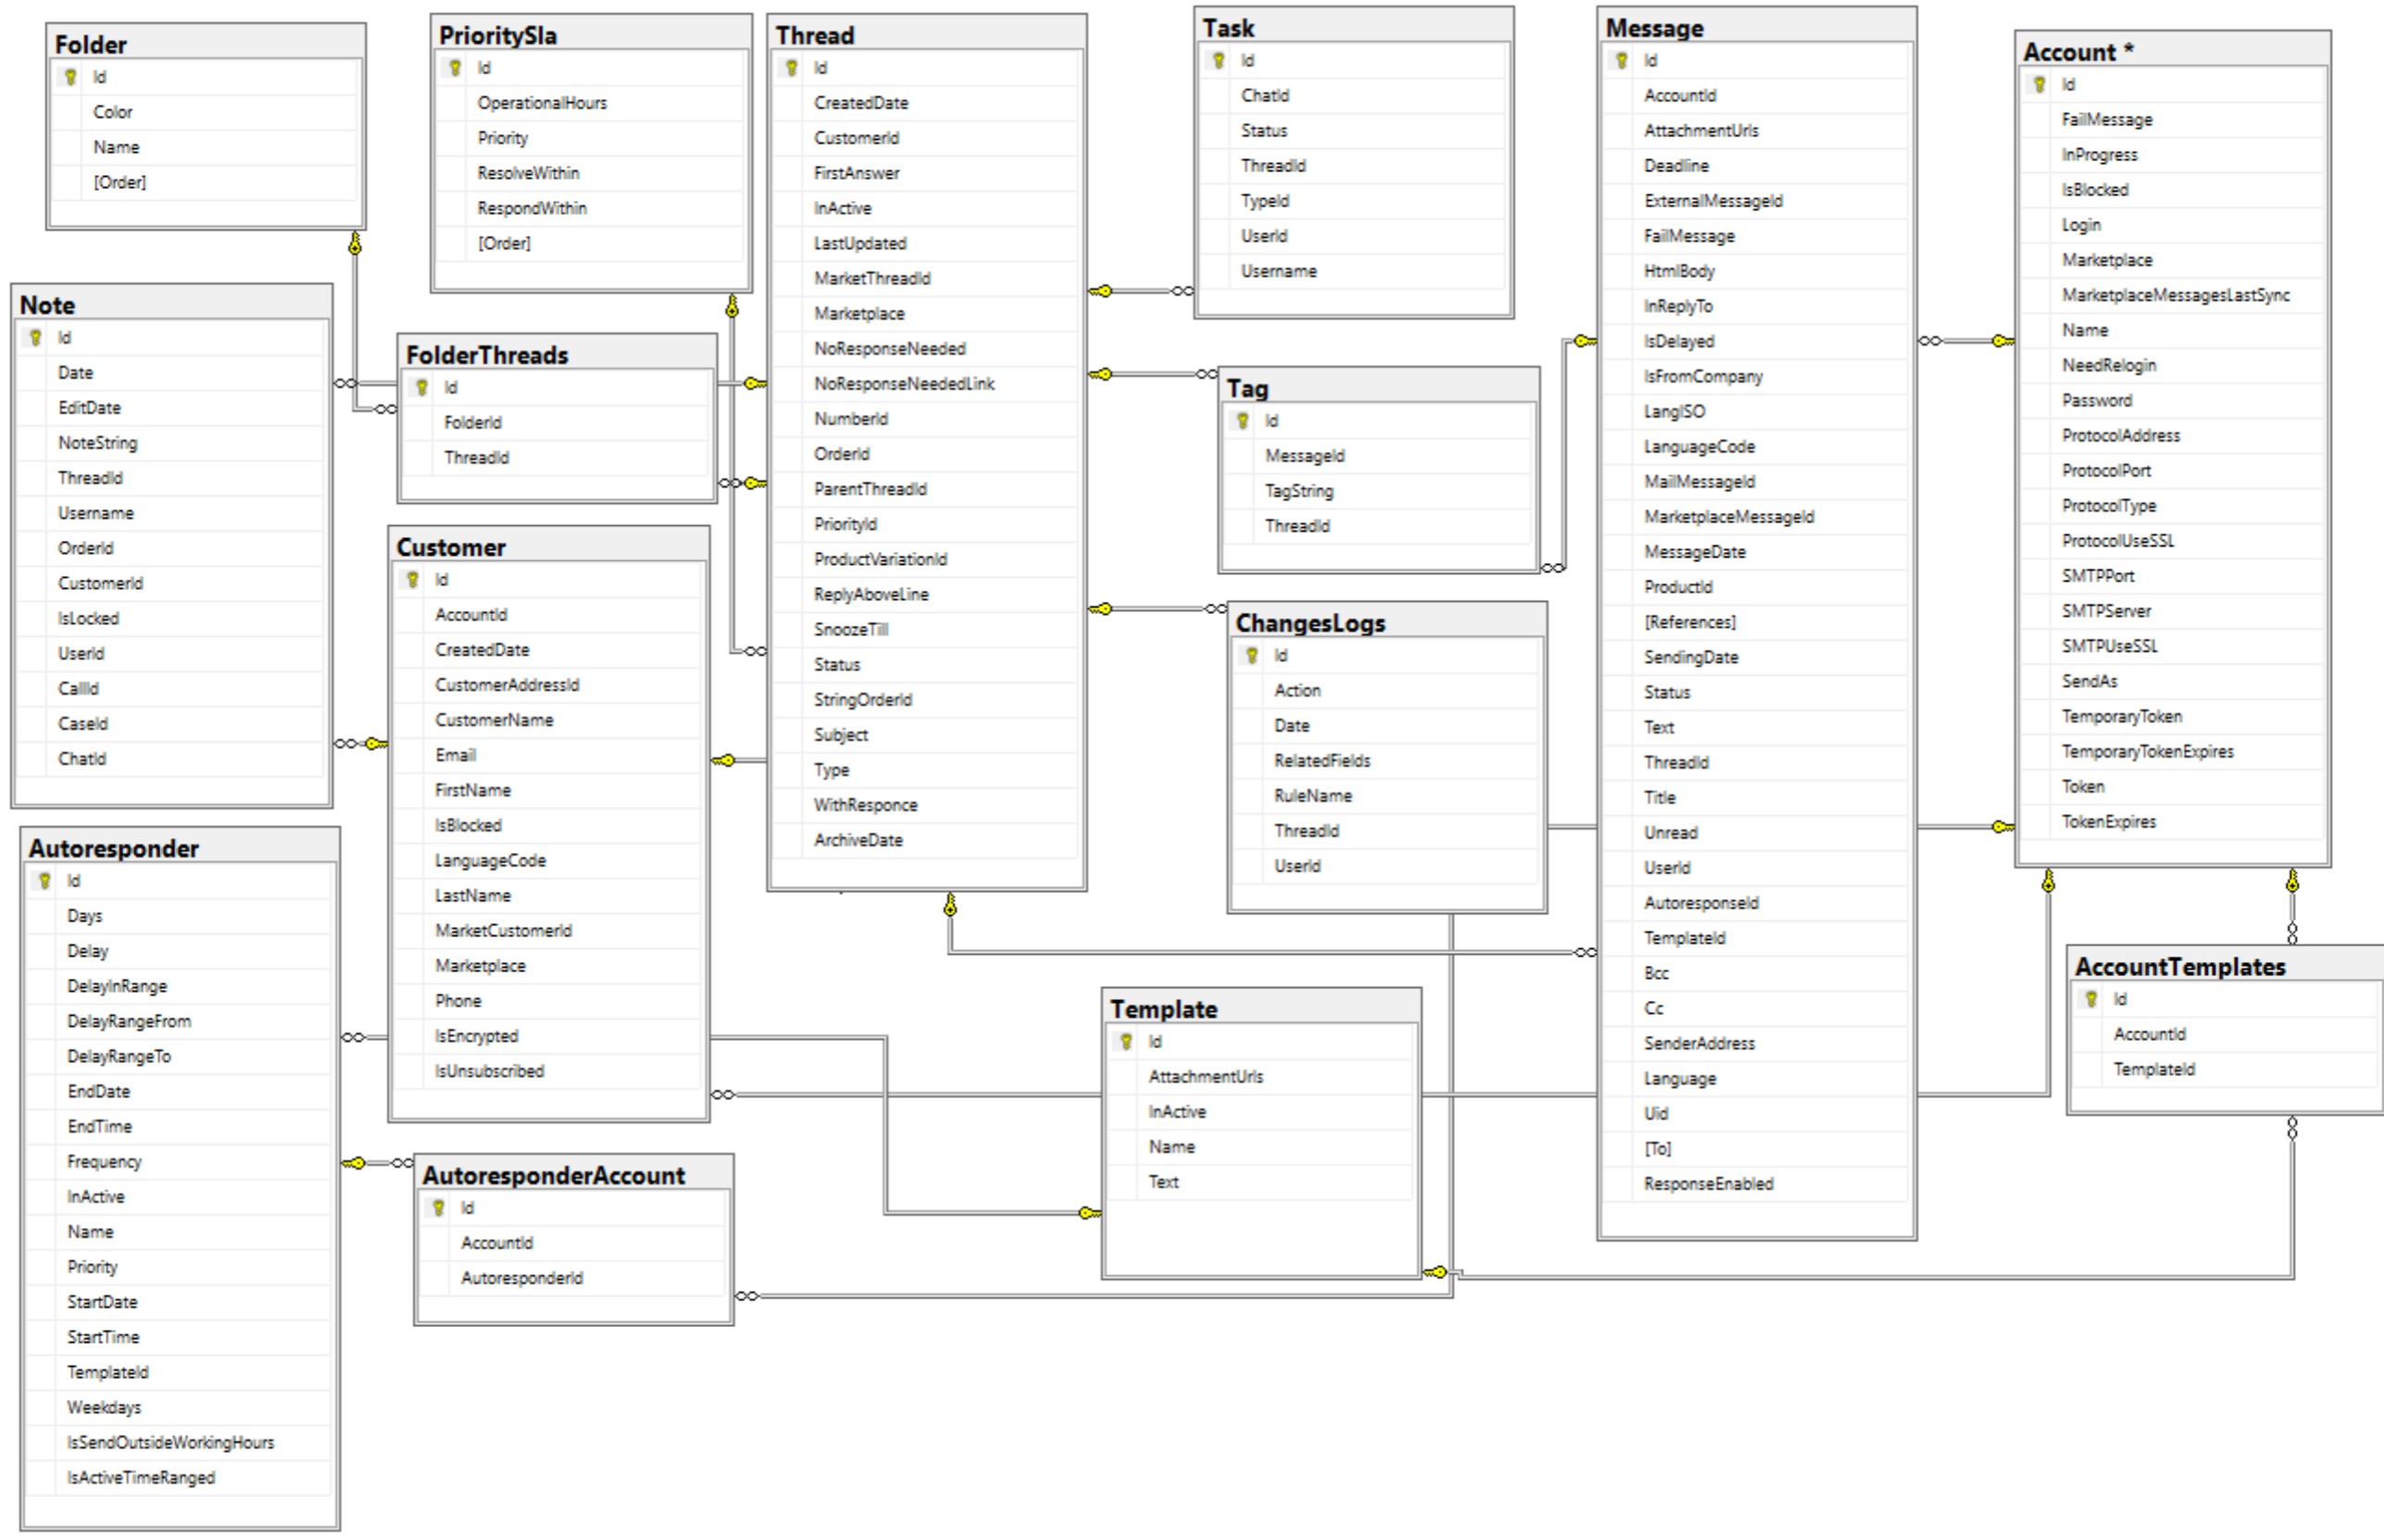 Folder
Id
Color
Name
[Order]
PrioritySla
Id
OperationalHours
Priority
ResolveWithin
RespondWithin
[Order]
Thread
Id
CreatedDate
CustomerId
FirstAnswer
InActive
LastUpdated
MarketThreadId
Marketplace
NoResponseNeeded
NoResponseNeededLink
NumberId
OrderId
ParentThreadId
PriorityId
ProductVariationId
ReplyAboveLine
SnoozeTill
Status
StringOrderId
Subject
Type
WithResponce
ArchiveDate
Task
Id
ChatId
Status
ThreadId
TypeId
UserId
Username
Message
Id
AccountId
AttachmentUrls
Deadline
ExternalMessageId
FailMessage
HtmlBody
InReplyTo
IsDelayed
IsFromCompany
LangISO
LanguageCode
MailMessageId
MarketplaceMessageId
MessageDate
ProductId
[References]
SendingDate
Status
Text
ThreadId
Title
Unread
UserId
AutoresponseId
TemplateId
Bcc
Cc
SenderAddress
Language
Uid
[To]
ResponseEnabled
Account *
Id
FailMessage
InProgress
IsBlocked
Login
Marketplace
MarketplaceMessagesLastSync
Name
NeedRelogin
Password
ProtocolAddress
ProtocolPort
ProtocolType
ProtocolUseSSL
SMTPPort
SMTPServer
SMTPUseSSL
SendAs
TemporaryToken
TemporaryTokenExpires
Token
TokenExpires
Note
Id
Date
EditDate
NoteString
ThreadId
Username
OrderId
CustomerId
IsLocked
UserId
CallId
CaseId
ChatId
FolderThreads
Id
FolderId
ThreadId
Tag
Id
MessageId
TagString
ThreadId
Customer
Id
AccountId
CreatedDate
CustomerAddressId
CustomerName
Email
FirstName
IsBlocked
LanguageCode
LastName
MarketCustomerId
Marketplace
Phone
IsEncrypted
IsUnsubscribed
ChangesLogs
Id
Action
Date
RelatedFields
RuleName
ThreadId
UserId
Autoresponder
Id
Days
Delay
DelayInRange
DelayRangeFrom
DelayRangeTo
EndDate
EndTime
Frequency
InActive
Name
Priority
StartDate
StartTime
TemplateId
Weekdays
IsSendOutsideWorkingHours
IsActiveTimeRanged
AutoresponderAccount
Id
AccountId
AutoresponderId
Template
Id
AttachmentUrls
InActive
Name
Text
AccountTemplates
Id
AccountId
TemplateId